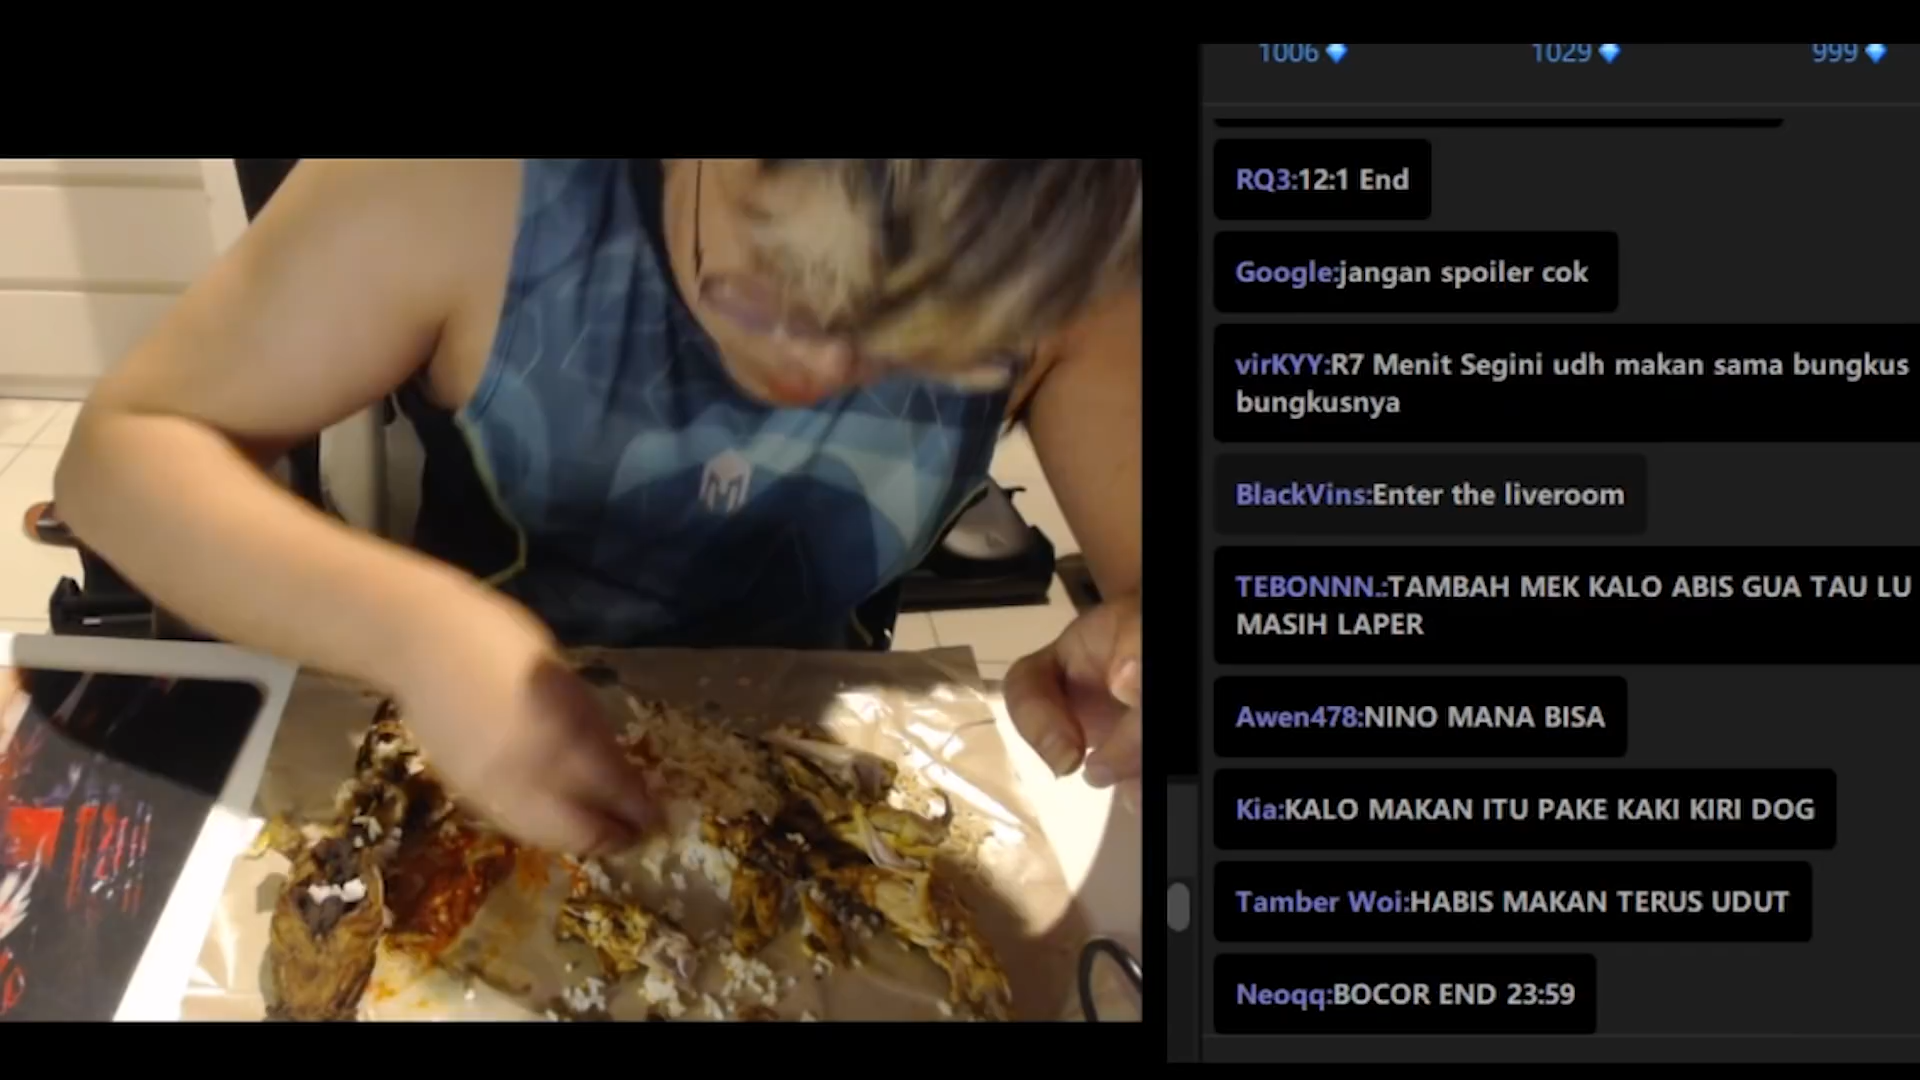 1006
1029
999
RQ3:12:1 End
Google:jangan spoiler cok
virKYY:R7 Menit Segini udh makan sama bungkus
bungkusnya
BlackVins:Enter the liveroom
TEBONNN.:TAMBAH MEK KALO ABIS GUA TAU LU
MASIH LAPER
Awen478:NINO MANA BISA
Kia:KALO MAKAN ITU PAKE KAKI KIRI DOG
Tamber Woi:HABIS MAKAN TERUS UDUT
Neoqq:BOCOR END 23:59